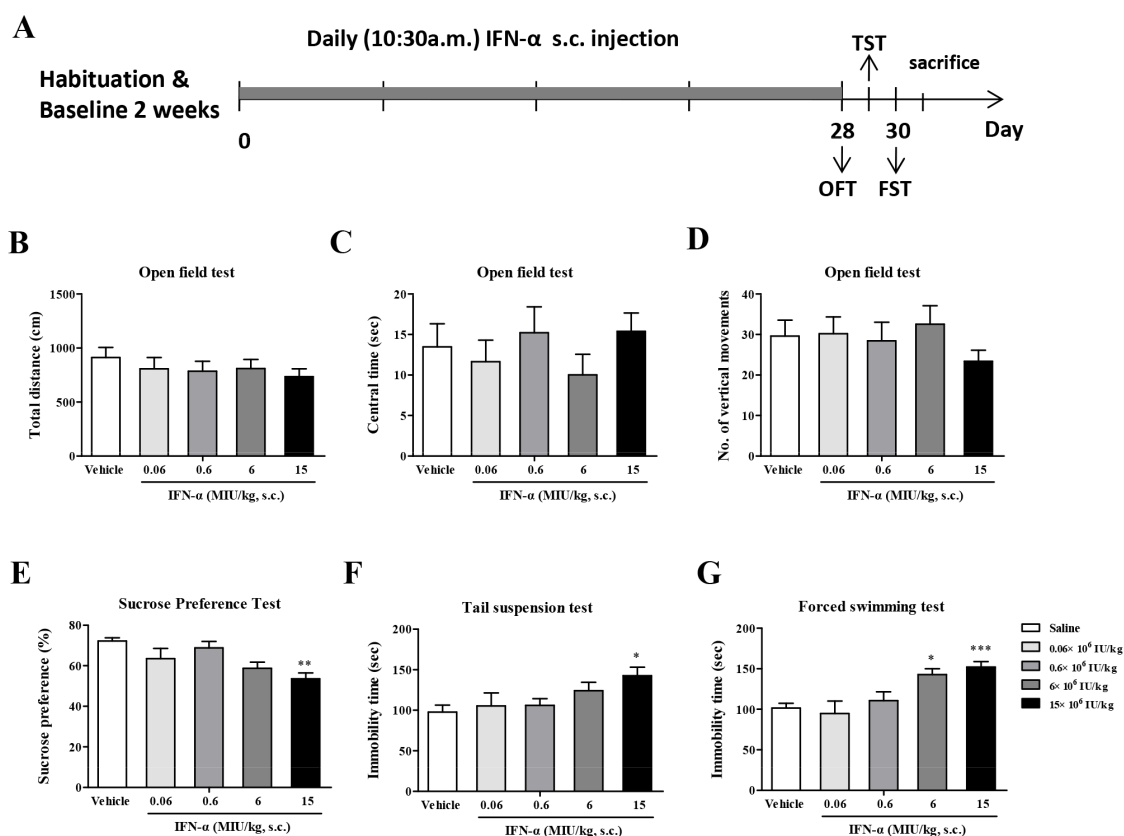 A
Daily (10:30a.m.) IFN-α s.c. injection
TST
sacrifice
Habituation &
Baseline 2 weeks
0
28
30
Day
OFT
FST
B
Open field test
Total distance (cm)
1500
1000
500
0
Vehicle 0.06 0.6 6 15
IFN-α (MIU/kg, s.c.)
C
Open field test
Central time (sec)
20
15
10
5
0
Vehicle 0.06 0.6 6 15
IFN-α (MIU/kg, s.c.)
D
Open field test
No. of vertical movements
40
30
20
10
0
Vehicle 0.06 0.6 6 15
IFN-α (MIU/kg, s.c.)
E
Sucrose Preference Test
Sucrose preference (%)
80
60
40
20
0
**
Vehicle 0.06 0.6 6 15
IFN-α (MIU/kg, s.c.)
F
Tail suspension test
Immobility time (sec)
200
150
100
50
0
*
Vehicle 0.06 0.6 6 15
IFN-α (MIU/kg, s.c.)
G
Forced swimming test
Immobility time (sec)
200
150
100
50
0
* ***
Vehicle 0.06 0.6 6 15
IFN-α (MIU/kg, s.c.)
Saline
0.06× 10⁶ IU/kg
0.6× 10⁶ IU/kg
6× 10⁶ IU/kg
15× 10⁶ IU/kg